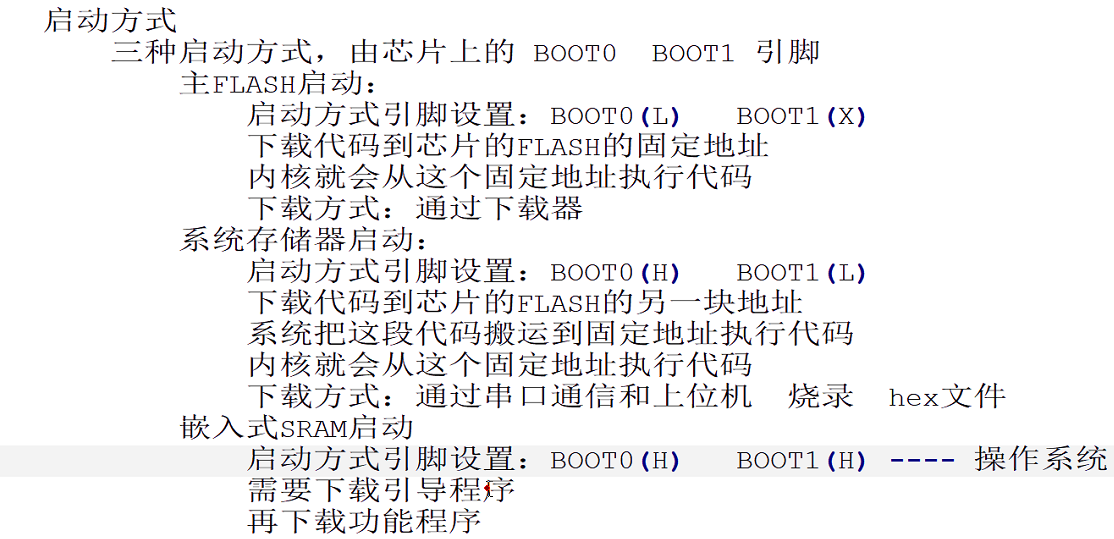 启动方式
三种启动方式，由芯片上的 BOOT0 BOOT1 引脚
主FLASH启动：
启动方式引脚设置：BOOT0(L) BOOT1(X)
下载代码到芯片的FLASH的固定地址
内核就会从这个固定地址执行代码
下载方式：通过下载器
系统存储器启动：
启动方式引脚设置：BOOT0(H) BOOT1(L)
下载代码到芯片的FLASH的另一块地址
系统把这段代码搬运到固定地址执行代码
内核就会从这个固定地址执行代码
下载方式：通过串口通信和上位机 烧录 hex文件
嵌入式SRAM启动
启动方式引脚设置：BOOT0(H) BOOT1(H) ---- 操作系统
需要下载引导程序
再下载功能程序